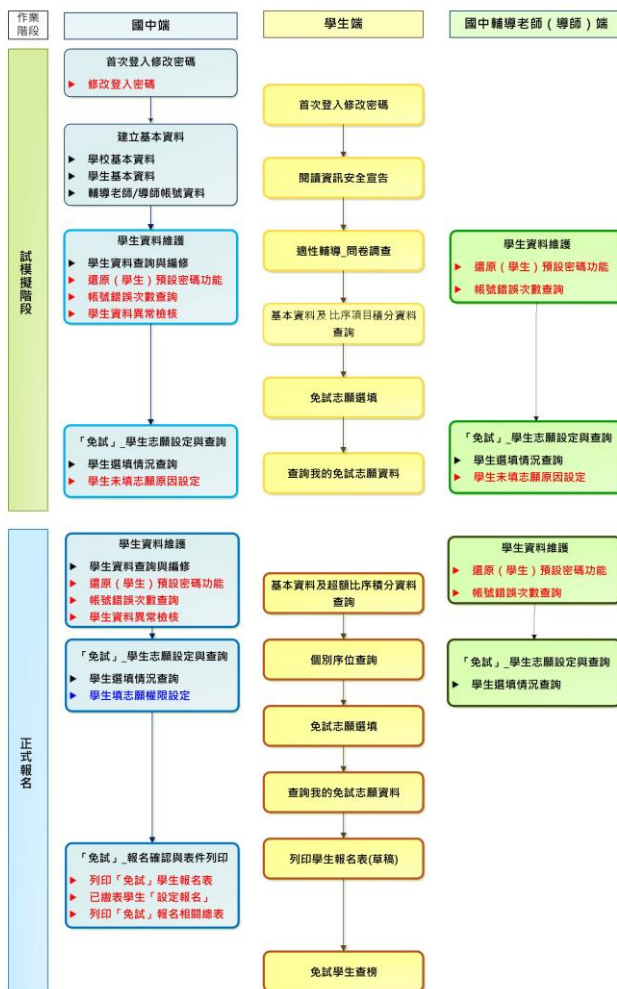 作業
階段
國中端
學生端
國中輔導老師(導師)端
試模擬階段
首次登入修改密碼
► 修改登入密碼
建立基本資料
► 學校基本資料
► 學生基本資料
► 輔導老師/導師帳號資料
學生資料維護
► 學生資料查詢與編修
► 還原(學生)預設密碼功能
► 帳號錯誤次數查詢
► 學生資料異常檢核
「免試」_學生志願設定與查詢
► 學生選填情況查詢
► 學生未填志願原因設定
首次登入修改密碼
閱讀資訊安全宣告
適性輔導_問卷調查
基本資料及比序項目積分資料
查詢
免試志願選填
查詢我的免試志願資料
學生資料維護
► 還原(學生)預設密碼功能
► 帳號錯誤次數查詢
「免試」_學生志願設定與查詢
► 學生選填情況查詢
► 學生未填志願原因設定
正式報名
學生資料維護
► 學生資料查詢與編修
► 還原(學生)預設密碼功能
► 帳號錯誤次數查詢
► 學生資料異常檢核
「免試」_學生志願設定與查詢
► 學生選填情況查詢
► 學生填志願權限設定
「免試」_報名確認與表件列印
► 列印「免試」學生報名表
► 已繳表學生「設定報名」
► 列印「免試」報名相關總表
基本資料及超額比序積分資料
查詢
個別序位查詢
免試志願選填
查詢我的免試志願資料
列印學生報名表(草稿)
免試學生查榜
學生資料維護
► 還原(學生)預設密碼功能
► 帳號錯誤次數查詢
「免試」_學生志願設定與查詢
► 學生選填情況查詢